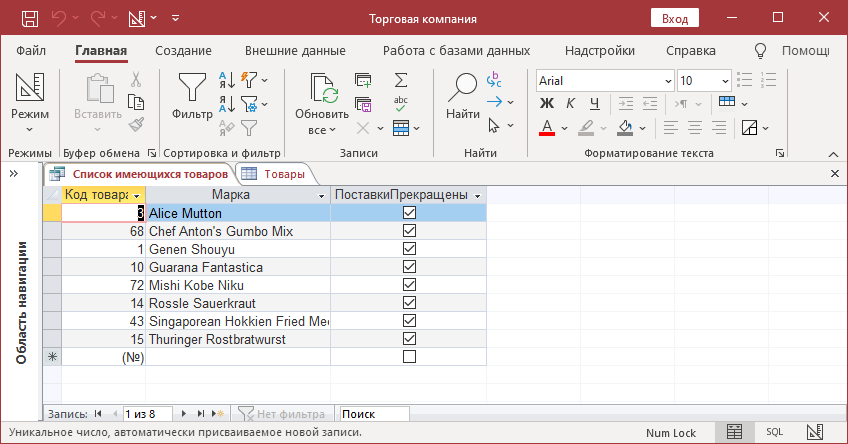 Торговая компания
Вход
Файл Главная Создание Внешние данные Работа с базами данных Надстройки Справка Помощ
Режим
Вставить
Фильтр
Обновить все
Найти
Arial 10
Ж К Ч
А
Режимы Буфер обмена Сортировка и фильтр Записи Найти Форматирование текста
Список имеющихся товаров Товары
Код товара Марка ПоставкиПрекращены
3 Alice Mutton
68 Chef Anton's Gumbo Mix
1 Genen Shouyu
10 Guarana Fantastica
72 Mishi Kobe Niku
14 Rossle Sauerkraut
43 Singaporean Hokkien Fried Mee
15 Thuringer Rostbratwurst
(№)
Область навигации
Запись: 1 из 8 Нет фильтра Поиск
Уникальное число, автоматически присваиваемое новой записи. Num Lock SQL